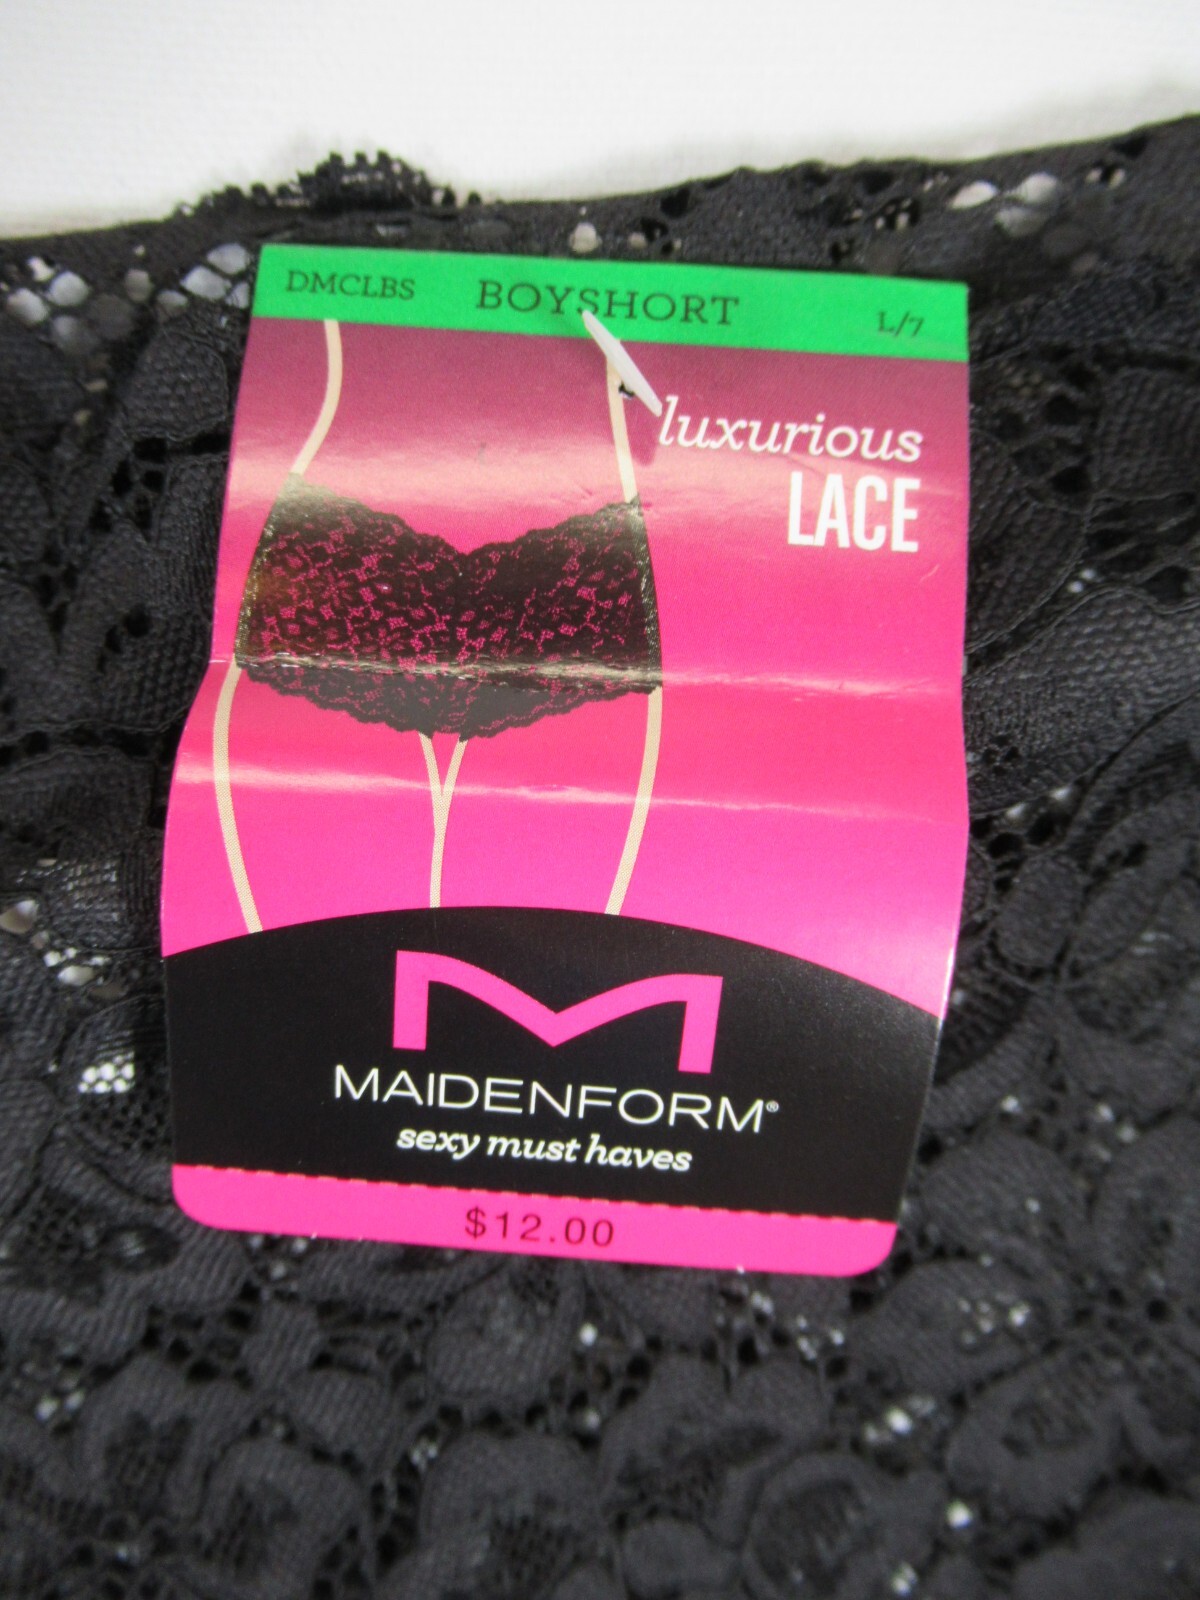 DMCLBS BOYSHORT L/7
luxurious
LACE
MAIDENFORM®
sexy must haves
$12.00